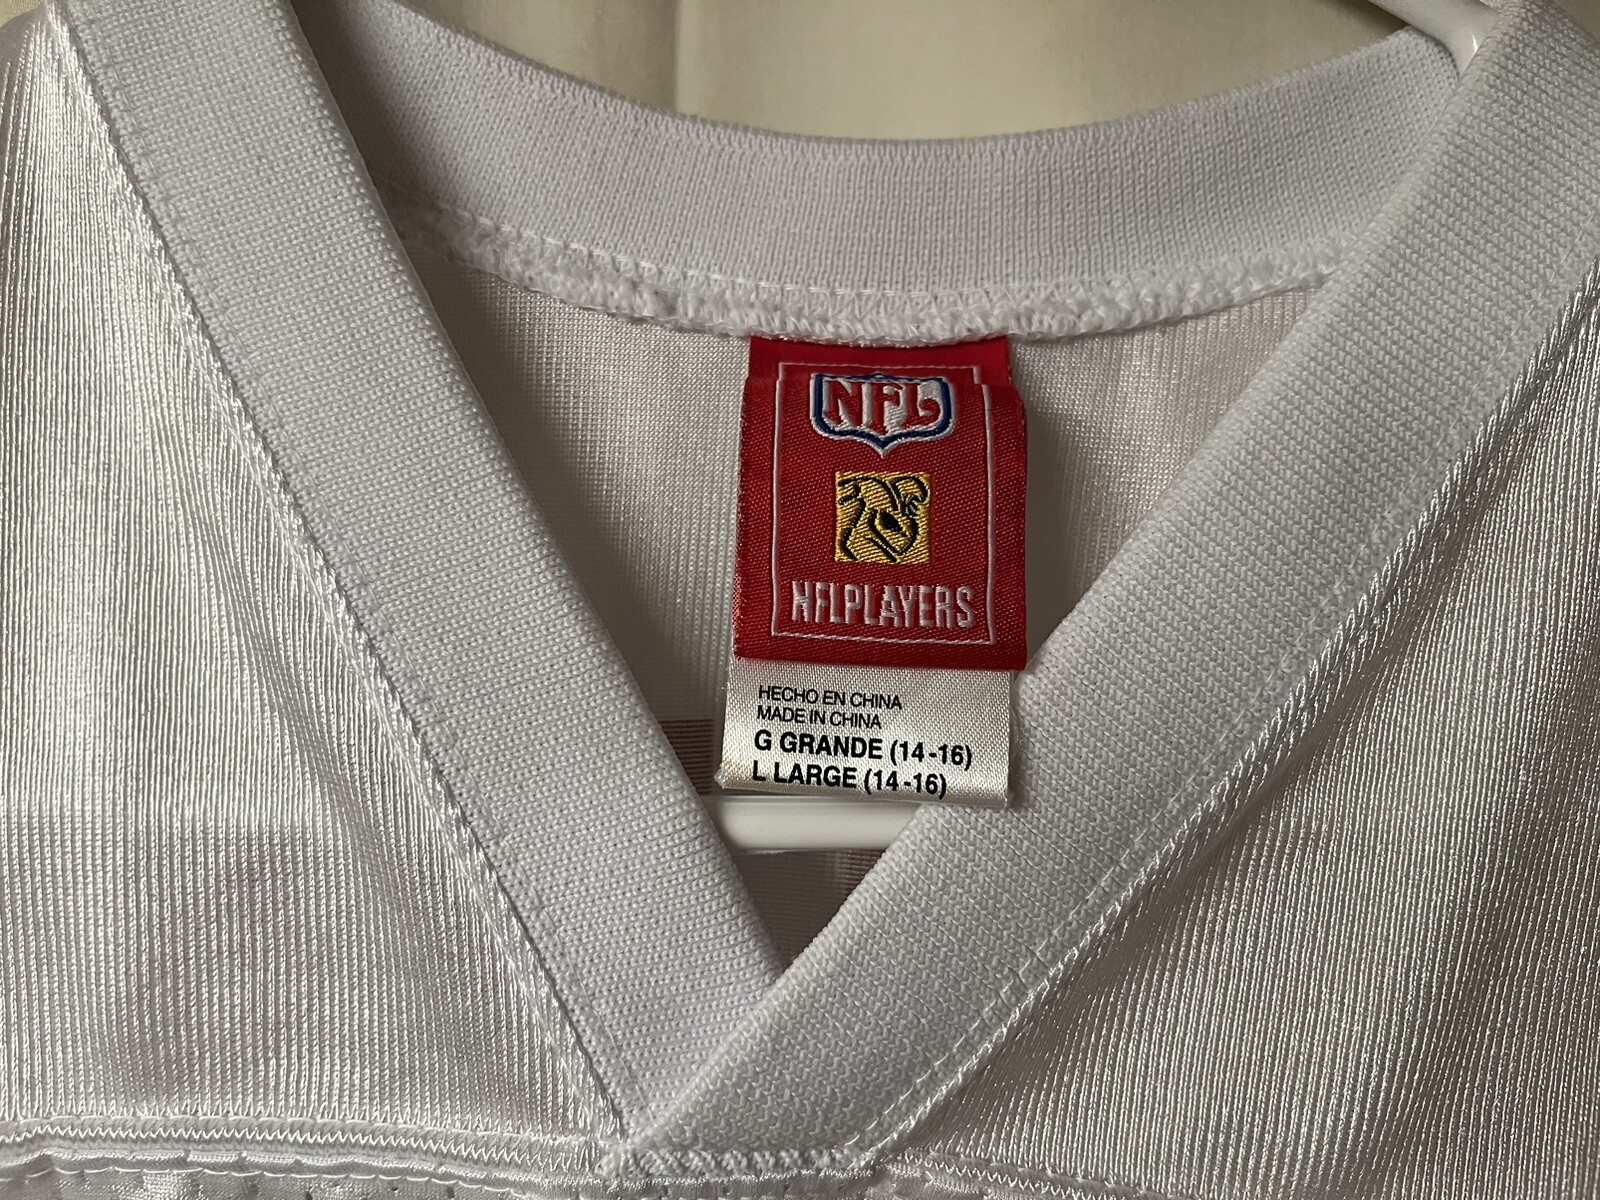 NFL
NFLPLAYERS
HECHO EN CHINA
MADE IN CHINA
G GRANDE (14-16)
L LARGE (14-16)